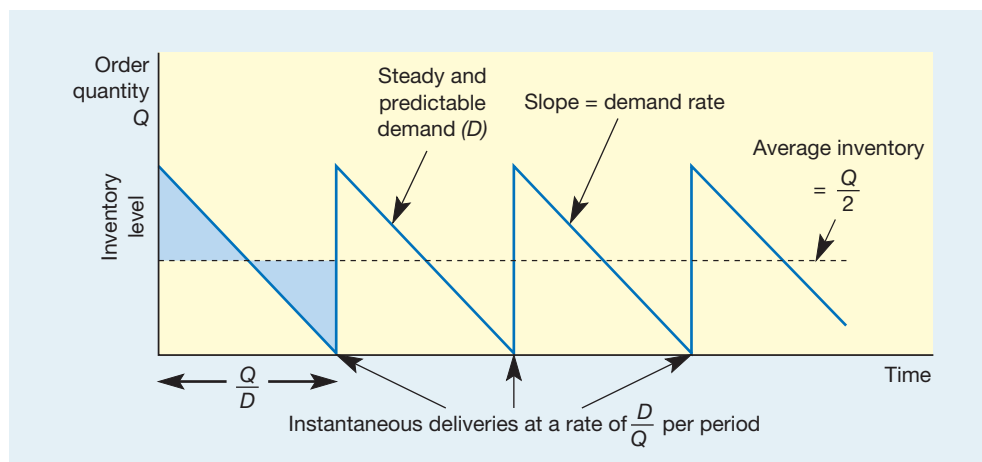 Order
quantity
Q
Inventory
level
Steady and
predictable
demand (D)
Slope = demand rate
Average inventory
= Q
2
Time
Q
D
Instantaneous deliveries at a rate of D per period
Q